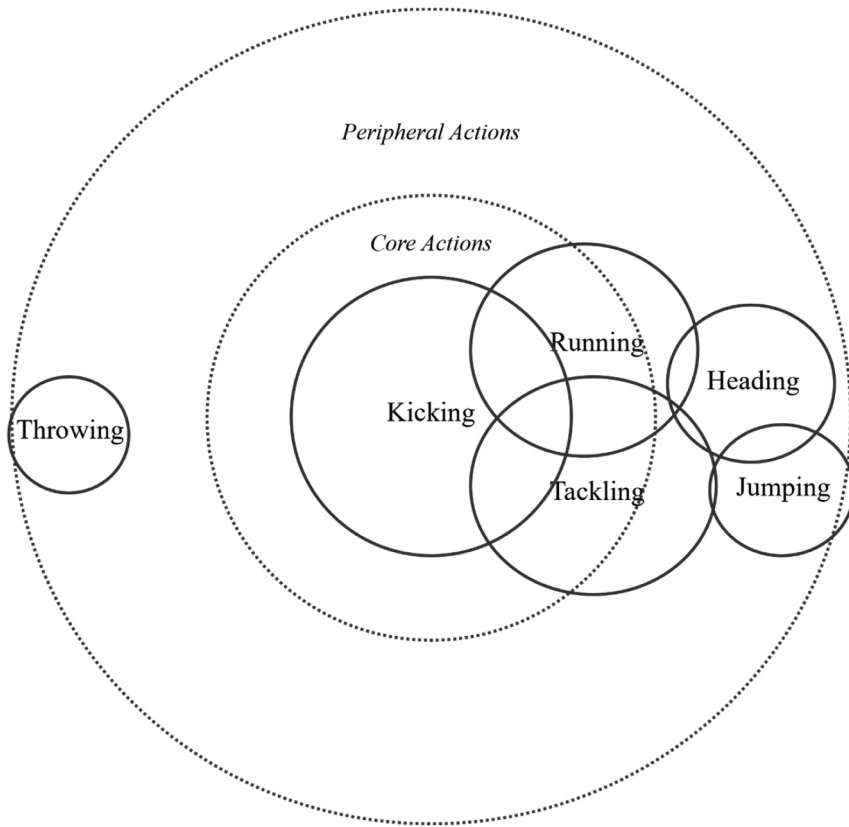 Peripheral Actions
Core Actions
Running
Heading
Kicking
Throwing
Tackling
Jumping